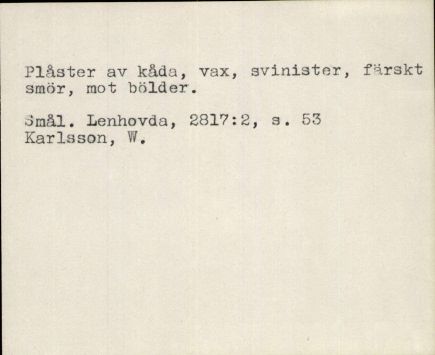 Plåster av kåda, vax, svinister, färskt
smör, mot bölder.
Smål. Lenhovda, 2817:2, s. 53
Karlsson, W.